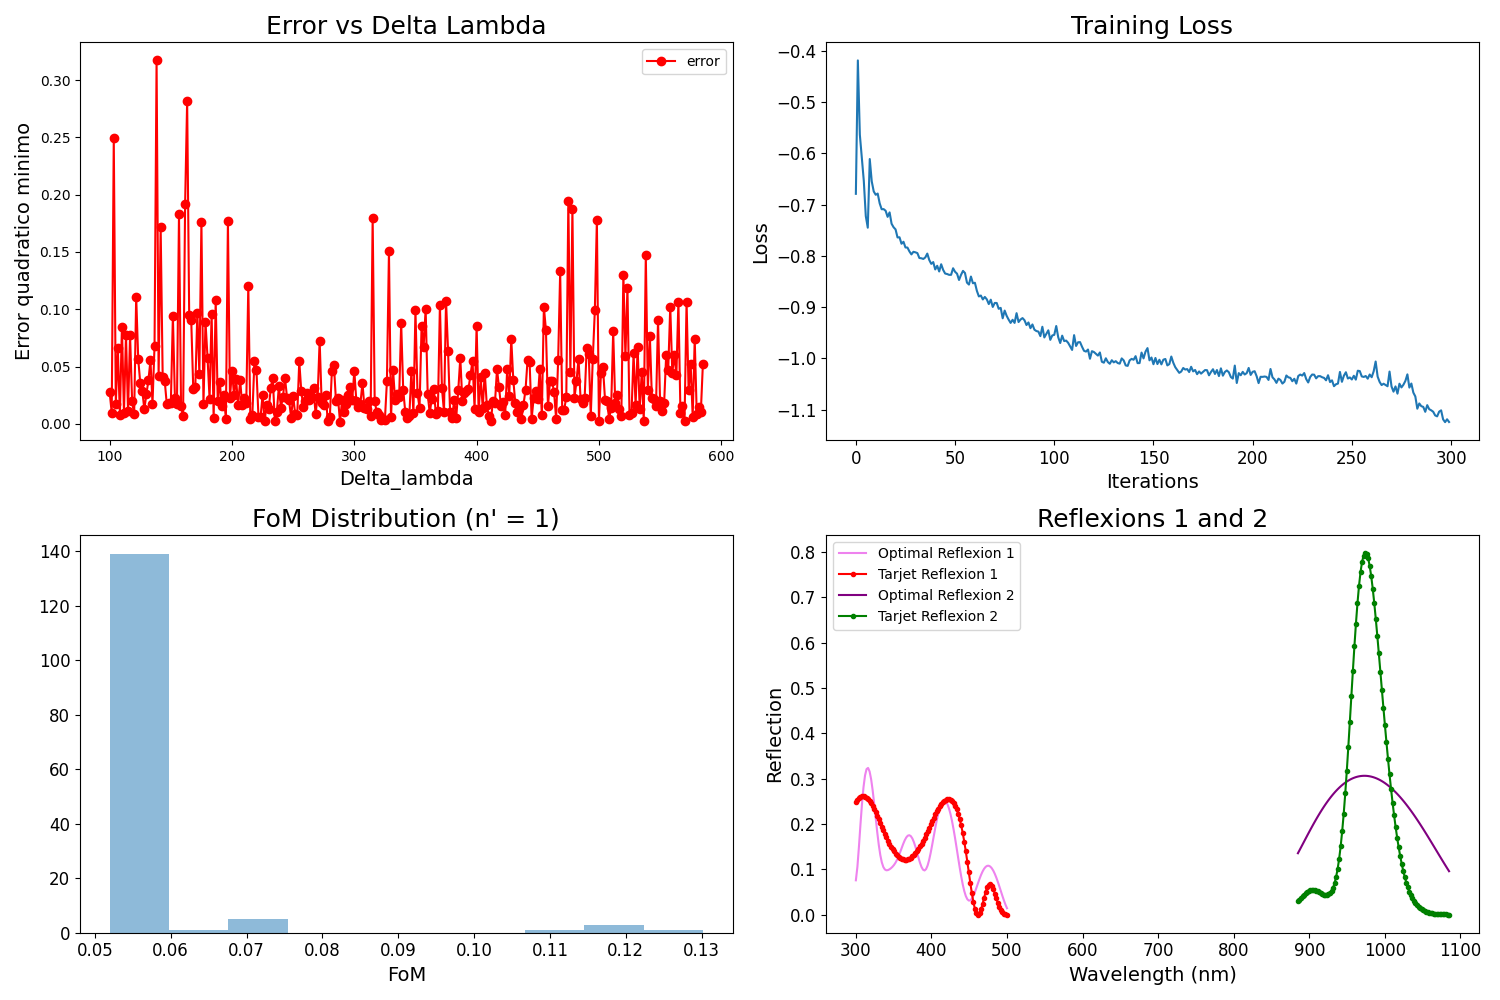 Error vs Delta Lambda
error
Error quadratico minimo
0.30
0.25
0.20
0.15
0.10
0.05
0.00
100 200 300 400 500 600
Delta_lambda
Training Loss
Loss
−0.4
−0.5
−0.6
−0.7
−0.8
−0.9
−1.0
−1.1
0 50 100 150 200 250 300
Iterations
FoM Distribution (n' = 1)
140
120
100
80
60
40
20
0
0.05 0.06 0.07 0.08 0.09 0.10 0.11 0.12 0.13
FoM
Reflexions 1 and 2
Optimal Reflexion 1
Tarjet Reflexion 1
Optimal Reflexion 2
Tarjet Reflexion 2
Reflection
0.8
0.7
0.6
0.5
0.4
0.3
0.2
0.1
0.0
300 400 500 600 700 800 900 1000 1100
Wavelength (nm)